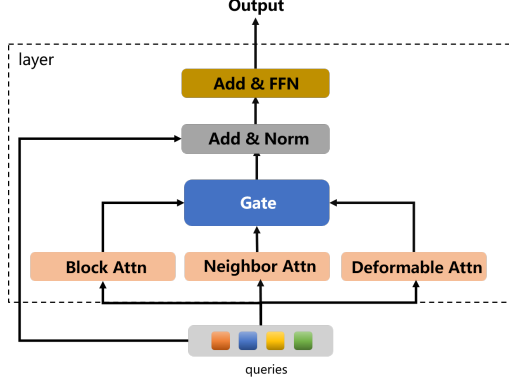 Output
layer
Add & FFN
Add & Norm
Gate
Block Attn
Neighbor Attn
Deformable Attn
queries